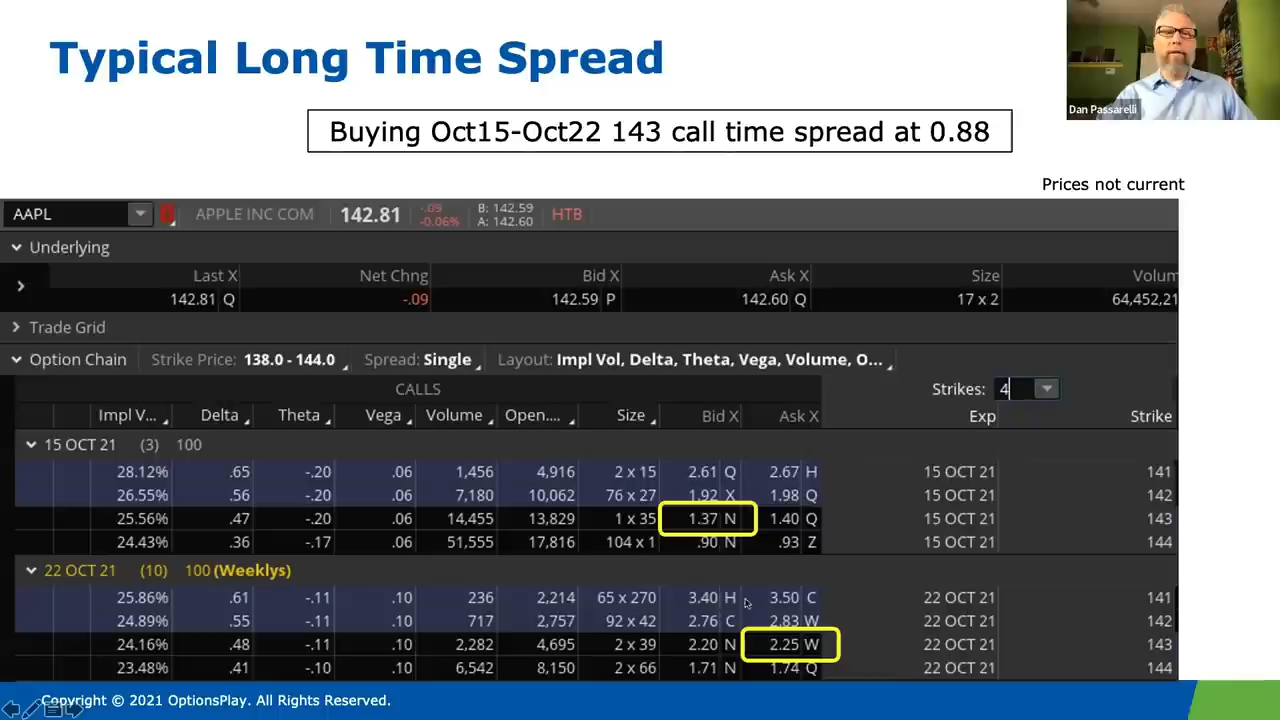 Typical Long Time Spread
Dan Passarelli
Buying Oct15-Oct22 143 call time spread at 0.88
Prices not current
AAPL APPLE INC COM 142.81 -.09 -0.06% B: 142.59 A: 142.60 HTB
Underlying
Last X Net Chng Bid X Ask X Size Volum
142.81 Q -.09 142.59 P 142.60 Q 17 x 2 64,452,21
Trade Grid
Option Chain Strike Price: 138.0 - 144.0 Spread: Single Layout: Impl Vol, Delta, Theta, Vega, Volume, O...
CALLS Strikes: 4
Impl V... Delta Theta Vega Volume Open.... Size Bid X Ask X Exp Strike
15 OCT 21 (3) 100
28.12% .65 -.20 .06 1,456 4,916 2 x 15 2.61 Q 2.67 H 15 OCT 21 141
26.55% .56 -.20 .06 7,180 10,062 76 x 27 1.92 X 1.98 Q 15 OCT 21 142
25.56% .47 -.20 .06 14,455 13,829 1 x 35 1.37 N 1.40 Q 15 OCT 21 143
24.43% .36 -.17 .06 51,555 17,816 104 x 1 .90 N .93 Z 15 OCT 21 144
22 OCT 21 (10) 100 (Weeklys)
25.86% .61 -.11 .10 236 2,214 65 x 270 3.40 H 3.50 C 22 OCT 21 141
24.89% .55 -.11 .10 717 2,757 92 x 42 2.76 C 2.83 W 22 OCT 21 142
24.16% .48 -.11 .10 2,282 4,695 2 x 39 2.20 N 2.25 W 22 OCT 21 143
23.48% .41 -.10 .10 6,542 8,150 2 x 66 1.71 N 1.74 Q 22 OCT 21 144
Copyright © 2021 OptionsPlay. All Rights Reserved.